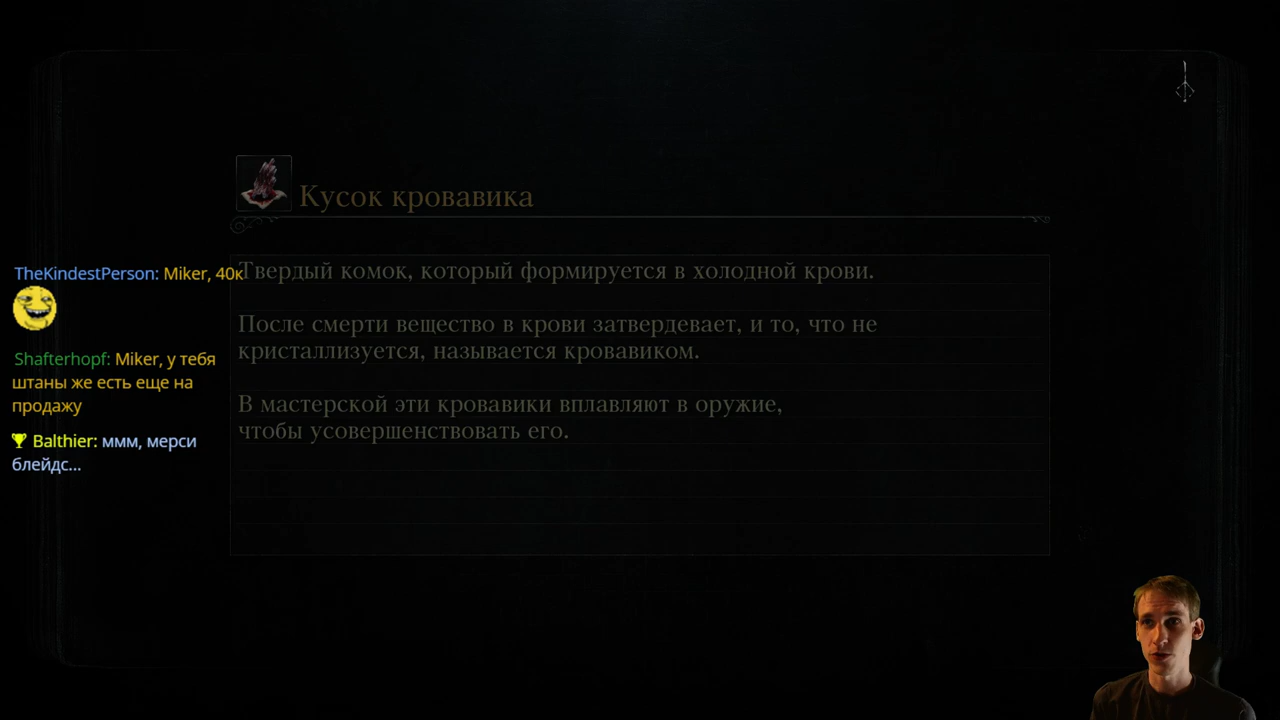 Кусок кровавика
Твердый комок, который формируется в холодной крови.
После смерти вещество в крови затвердевает, и то, что не
кристаллизуется, называется кровавиком.
В мастерской эти кровавики вплавляют в оружие,
чтобы усовершенствовать его.
TheKindestPerson: Miker, 40к
Shafterhopf: Miker, у тебя
штаны же есть еще на
продажу
Balthier: ммм, мерси
блейдс...